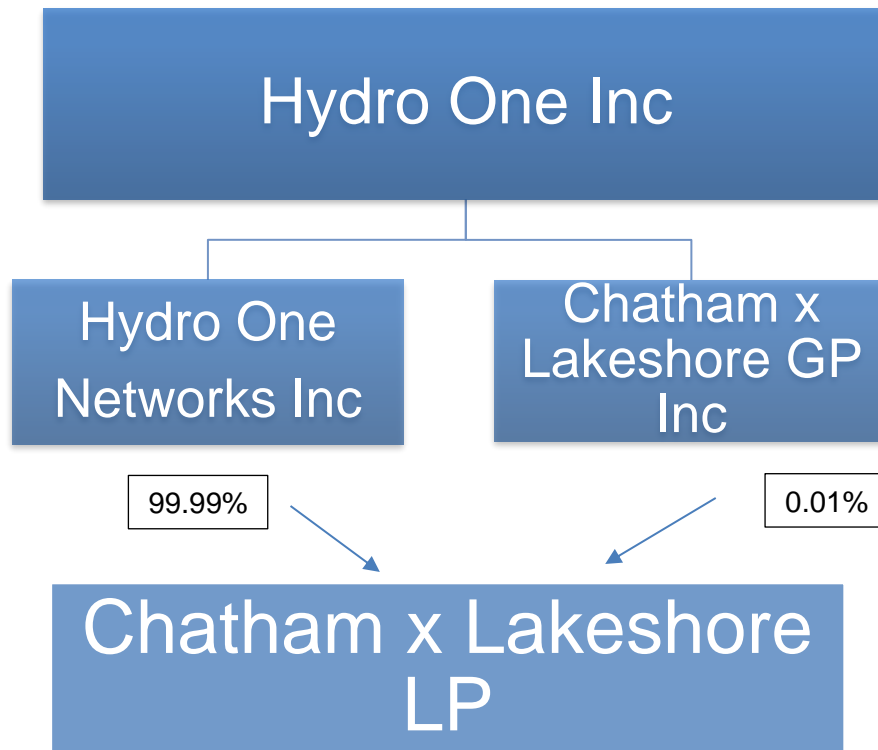 Hydro One Inc
Hydro One
Networks Inc
Chatham x
Lakeshore GP
Inc
99.99%
0.01%
Chatham x Lakeshore
LP